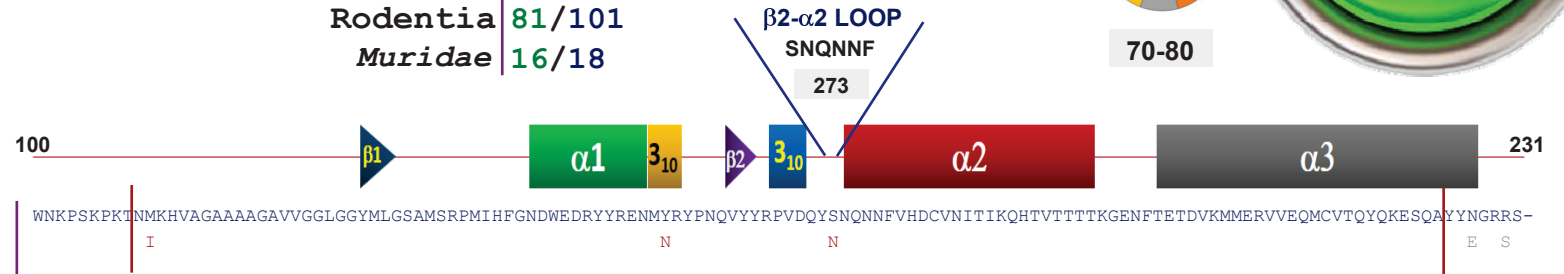 Rodentia 81/101
Muridae 16/18
β2-α2 LOOP
SNQNNF
273
70-80
100
β1
α1
3₁₀
β2
3₁₀
α2
α3
231
WNKPSKPKTNMKHVAGAAAAGAVVGGLGGYMLGSAMSRPMIHFGNDWEDRYYRENMYRYPNQVYYRPVDQYSNQNNFVHDCVNITIKQHTVTTTTKGENFTETDVKMMERVVEQMCVTQYQKESQAYYNGRRS-
I N N E S